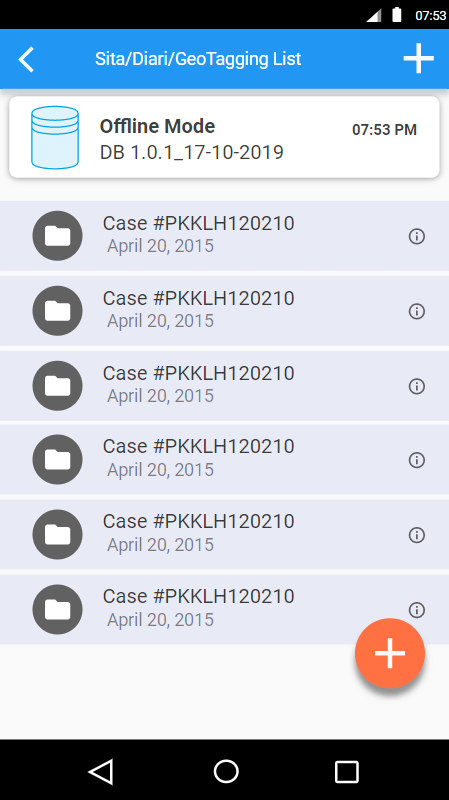 07:53
Sita/Diari/GeoTagging List
Offline Mode
07:53 PM
DB 1.0.1_17-10-2019
Case #PKKLH120210
April 20, 2015
Case #PKKLH120210
April 20, 2015
Case #PKKLH120210
April 20, 2015
Case #PKKLH120210
April 20, 2015
Case #PKKLH120210
April 20, 2015
Case #PKKLH120210
April 20, 2015